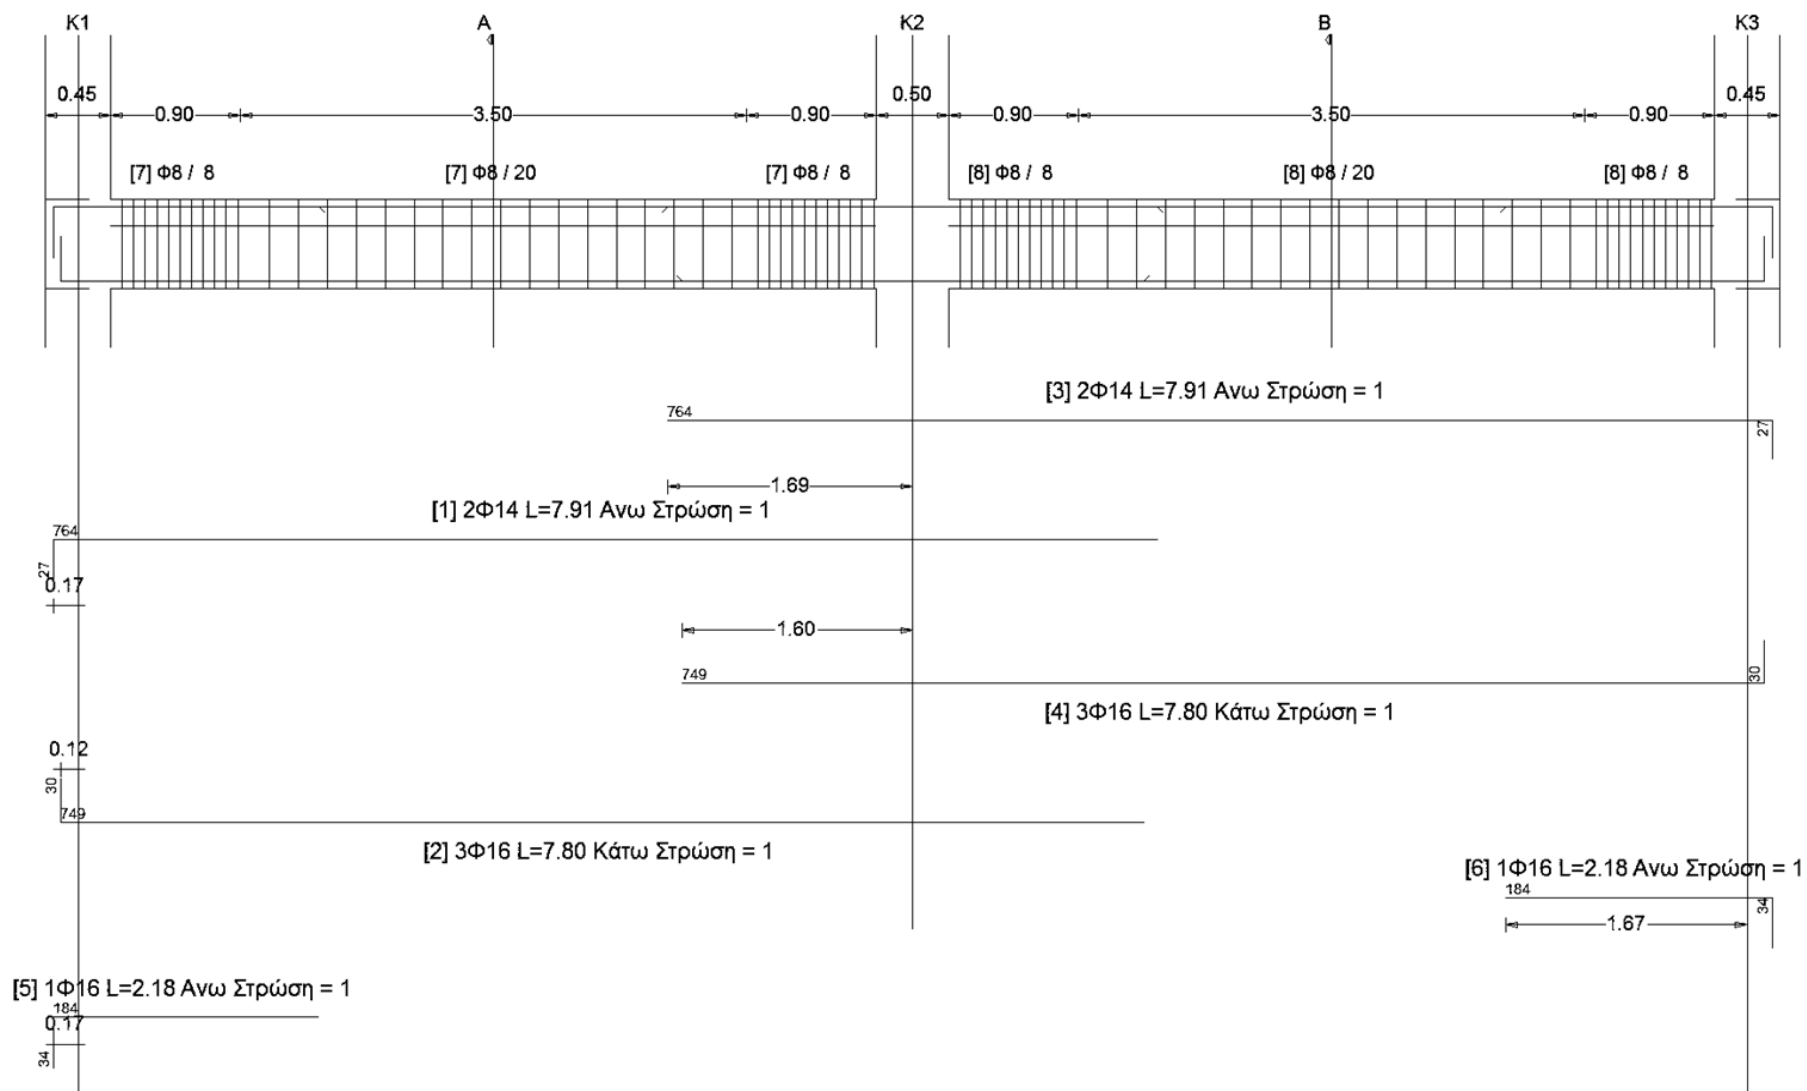 K1 A K2 B K3
0.45 0.90 3.50 0.90 0.50 0.90 3.50 0.90 0.45
[7] Φ8 / 8 [7] Φ8 / 20 [7] Φ8 / 8 [8] Φ8 / 8 [8] Φ8 / 20 [8] Φ8 / 8
[3] 2Φ14 L=7.91 Ανω Στρώση = 1
764
27
1.69
[1] 2Φ14 L=7.91 Ανω Στρώση = 1
764
27
0.17
1.60
749
30
[4] 3Φ16 L=7.80 Κάτω Στρώση = 1
0.12
30
749
[2] 3Φ16 L=7.80 Κάτω Στρώση = 1
[6] 1Φ16 L=2.18 Ανω Στρώση = 1
184
34
1.67
[5] 1Φ16 L=2.18 Ανω Στρώση = 1
184
0.17
34